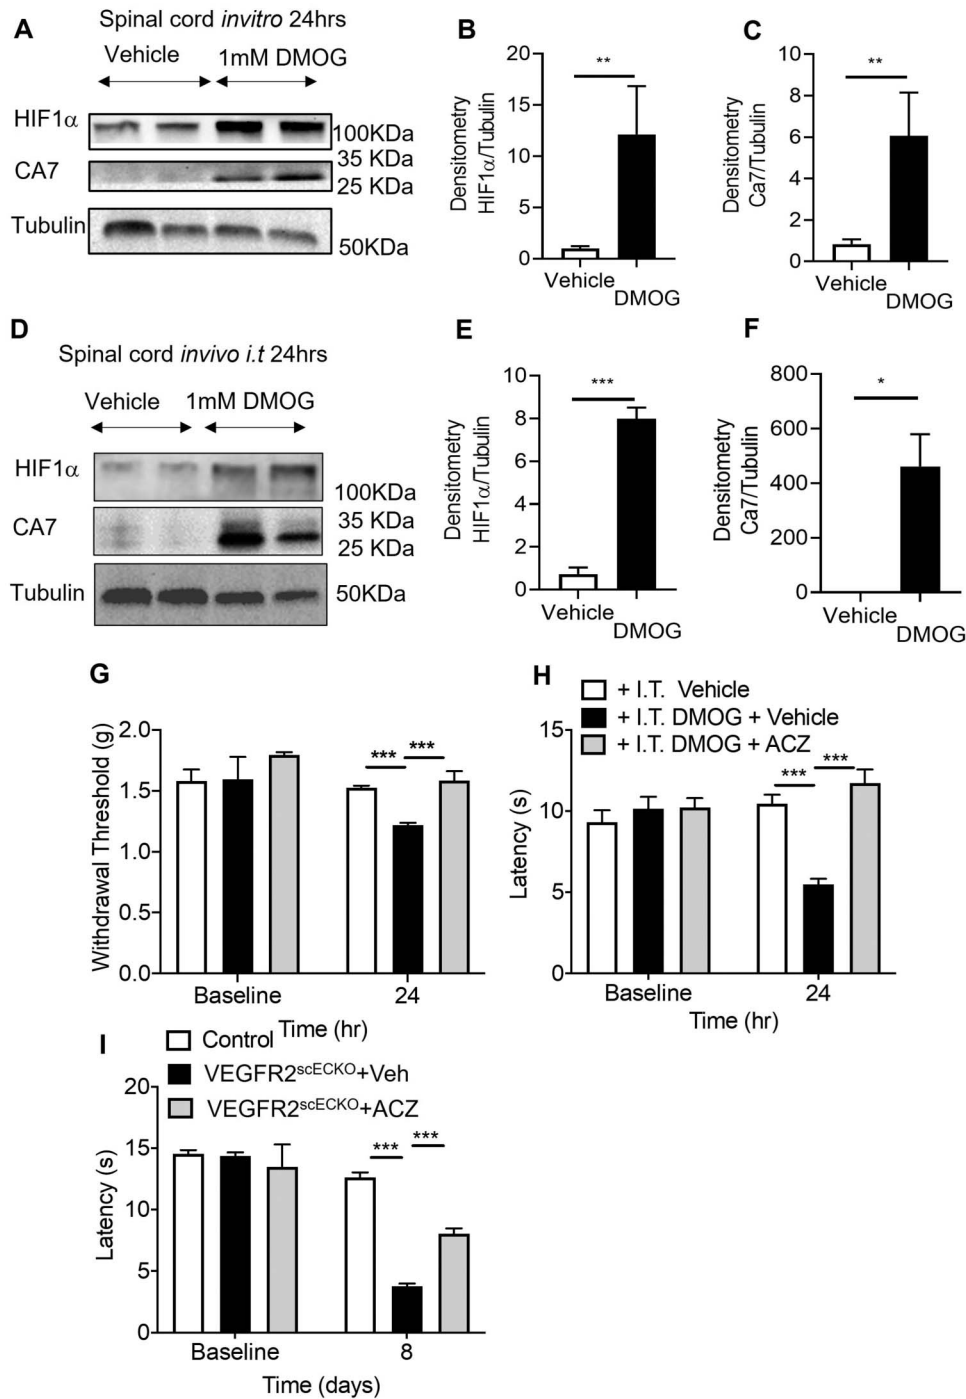 A
Spinal cord invitro 24hrs
Vehicle 1mM DMOG
HIF1α
100KDa
35 KDa
CA7
25 KDa
Tubulin
50KDa
B
Densitometry
HIF1α/Tubulin
20
15
10
5
0
**
Vehicle
DMOG
C
Densitometry
Ca7/Tubulin
10
8
6
4
2
0
**
Vehicle
DMOG
D
Spinal cord invivo i.t 24hrs
Vehicle 1mM DMOG
HIF1α
100KDa
35 KDa
CA7
25 KDa
Tubulin
50KDa
E
Densitometry
HIF1α/Tubulin
10
8
6
4
2
0
***
Vehicle
DMOG
F
Densitometry
Ca7/Tubulin
800
600
400
200
0
*
Vehicle
DMOG
G
Withdrawal Threshold (g)
2.0
1.5
1.0
0.5
0.0
*** ***
Baseline 24
Time (hr)
H
+ I.T. Vehicle
+ I.T. DMOG + Vehicle
+ I.T. DMOG + ACZ
Latency (s)
15
10
5
0
*** ***
Baseline 24
Time (hr)
I
Control
VEGFR2scECKO+Veh
VEGFR2scECKO+ACZ
Latency (s)
20
15
10
5
0
*** ***
Baseline 8
Time (days)